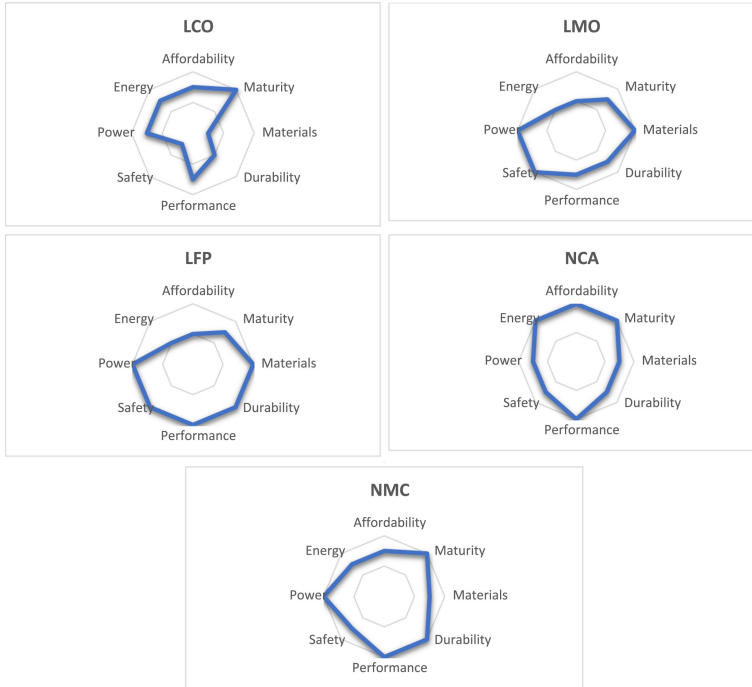 LCO
Affordability
Energy
Maturity
Power
Materials
Safety
Durability
Performance
LMO
Affordability
Energy
Maturity
Power
Materials
Safety
Durability
Performance
LFP
Affordability
Energy
Maturity
Power
Materials
Safety
Durability
Performance
NCA
Affordability
Energy
Maturity
Power
Materials
Safety
Durability
Performance
NMC
Affordability
Energy
Maturity
Power
Materials
Safety
Durability
Performance